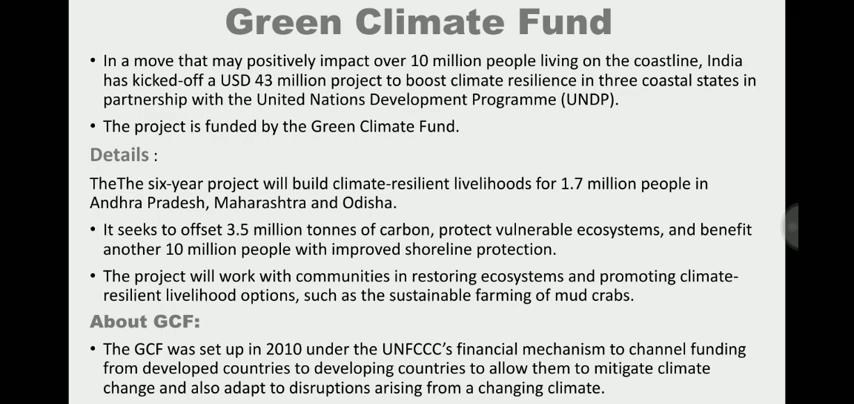 Green Climate Fund
• In a move that may positively impact over 10 million people living on the coastline, India
has kicked-off a USD 43 million project to boost climate resilience in three coastal states in
partnership with the United Nations Development Programme (UNDP).
• The project is funded by the Green Climate Fund.
Details :
TheThe six-year project will build climate-resilient livelihoods for 1.7 million people in
Andhra Pradesh, Maharashtra and Odisha.
• It seeks to offset 3.5 million tonnes of carbon, protect vulnerable ecosystems, and benefit
another 10 million people with improved shoreline protection.
• The project will work with communities in restoring ecosystems and promoting climate-
resilient livelihood options, such as the sustainable farming of mud crabs.
About GCF:
• The GCF was set up in 2010 under the UNFCCC's financial mechanism to channel funding
from developed countries to developing countries to allow them to mitigate climate
change and also adapt to disruptions arising from a changing climate.